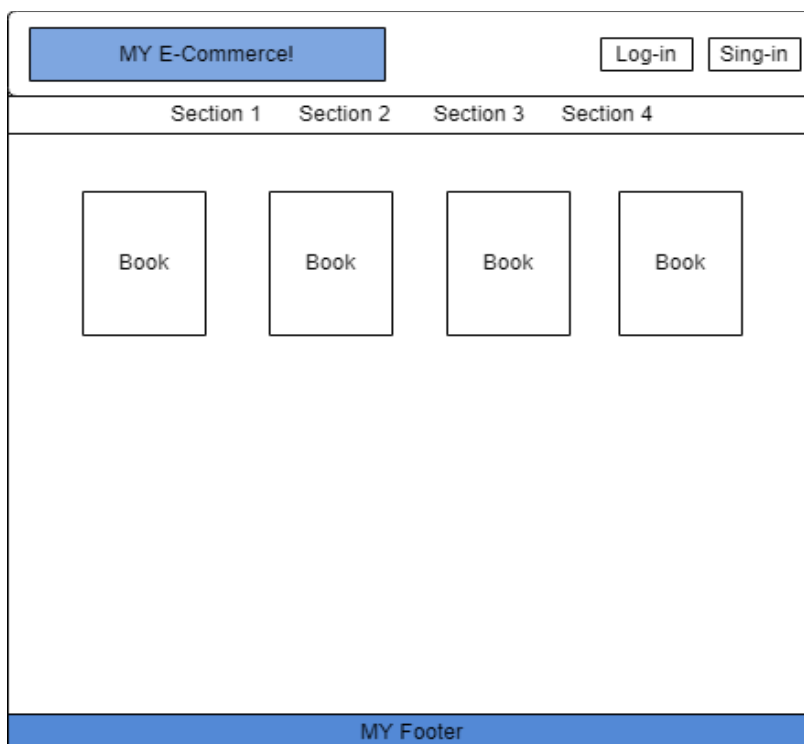 MY E-Commerce!
Log-in
Sing-in
Section 1
Section 2
Section 3
Section 4
Book
Book
Book
Book
MY Footer